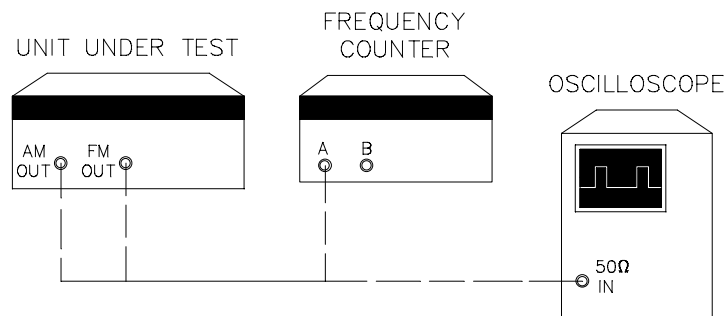 UNIT UNDER TEST
AM
OUT
FM
OUT
FREQUENCY
COUNTER
A
B
OSCILLOSCOPE
50Ω
IN